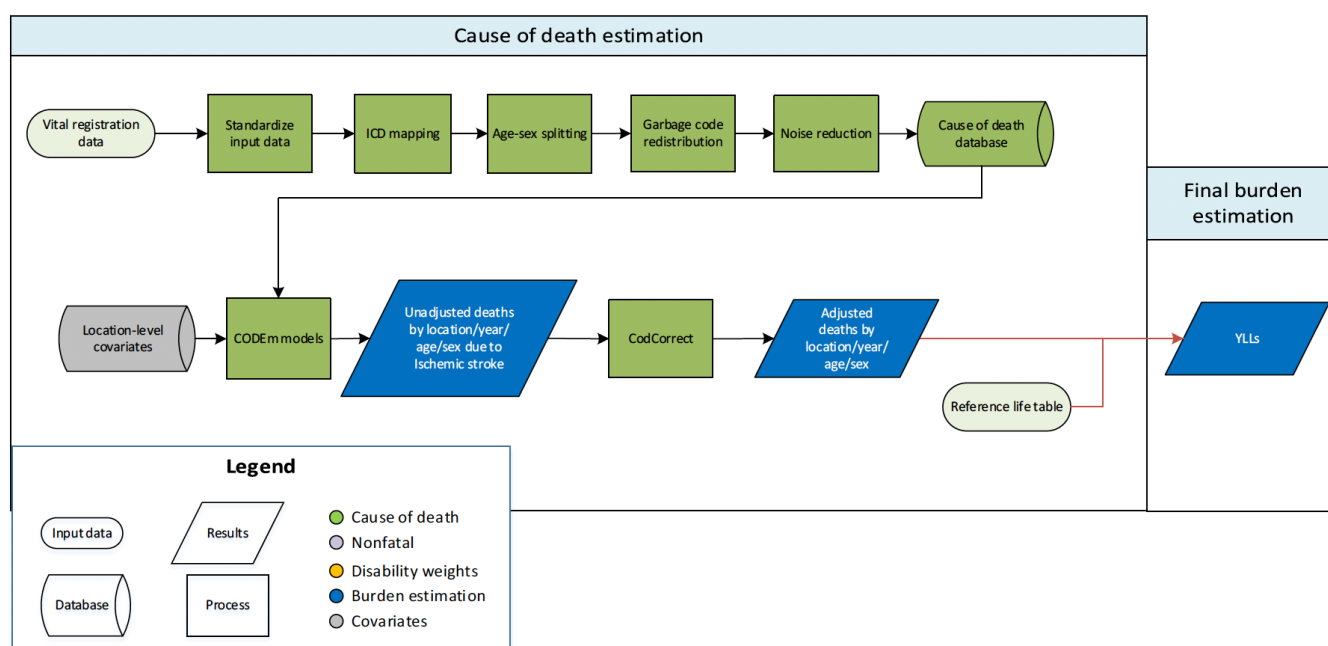 Cause of death estimation
Vital registration
data
Standardize
input data
ICD mapping
Age-sex splitting
Garbage code
redistribution
Noise reduction
Cause of death
database
Final burden
estimation
Location-level
covariates
CODEm models
Unadjusted deaths
by location/year/
age/sex due to
Ischemic stroke
CodCorrect
Adjusted
deaths by
location/year/
age/sex
YLLs
Reference life table
Legend
Input data
Results
Database
Process
Cause of death
Nonfatal
Disability weights
Burden estimation
Covariates